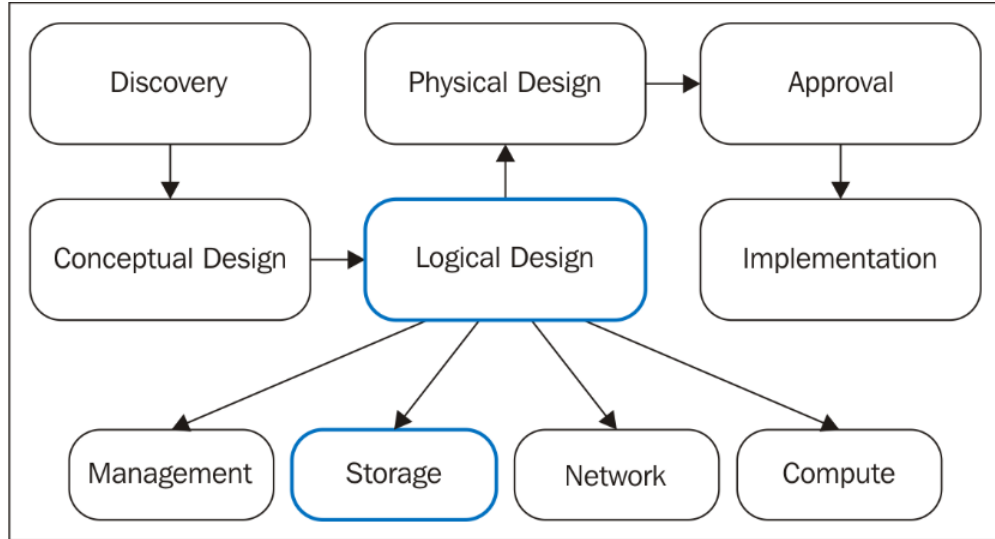 Discovery
Physical Design
Approval
Conceptual Design
Logical Design
Implementation
Management
Storage
Network
Compute